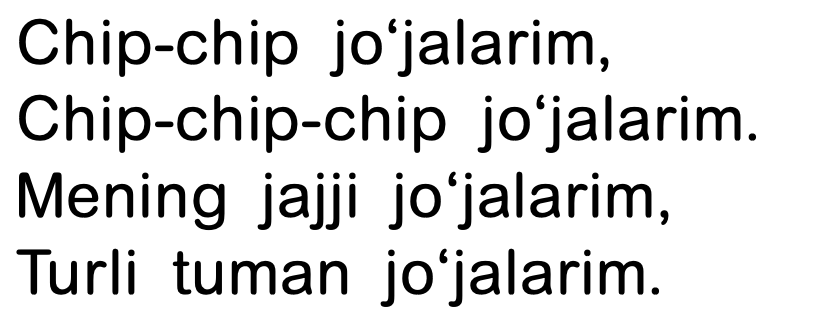 Chip-chip jo‘jalarim,
Chip-chip-chip jo‘jalarim.
Mening jajji jo‘jalarim,
Turli tuman jo‘jalarim.